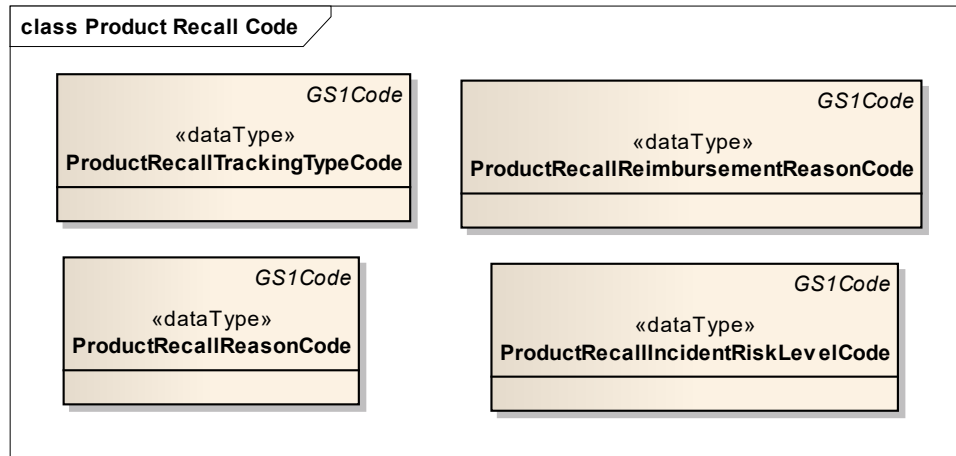 class Product Recall Code
GS1Code
«dataType»
ProductRecallTrackingTypeCode
GS1Code
«dataType»
ProductRecallReimbursementReasonCode
GS1Code
«dataType»
ProductRecallReasonCode
GS1Code
«dataType»
ProductRecallIncidentRiskLevelCode